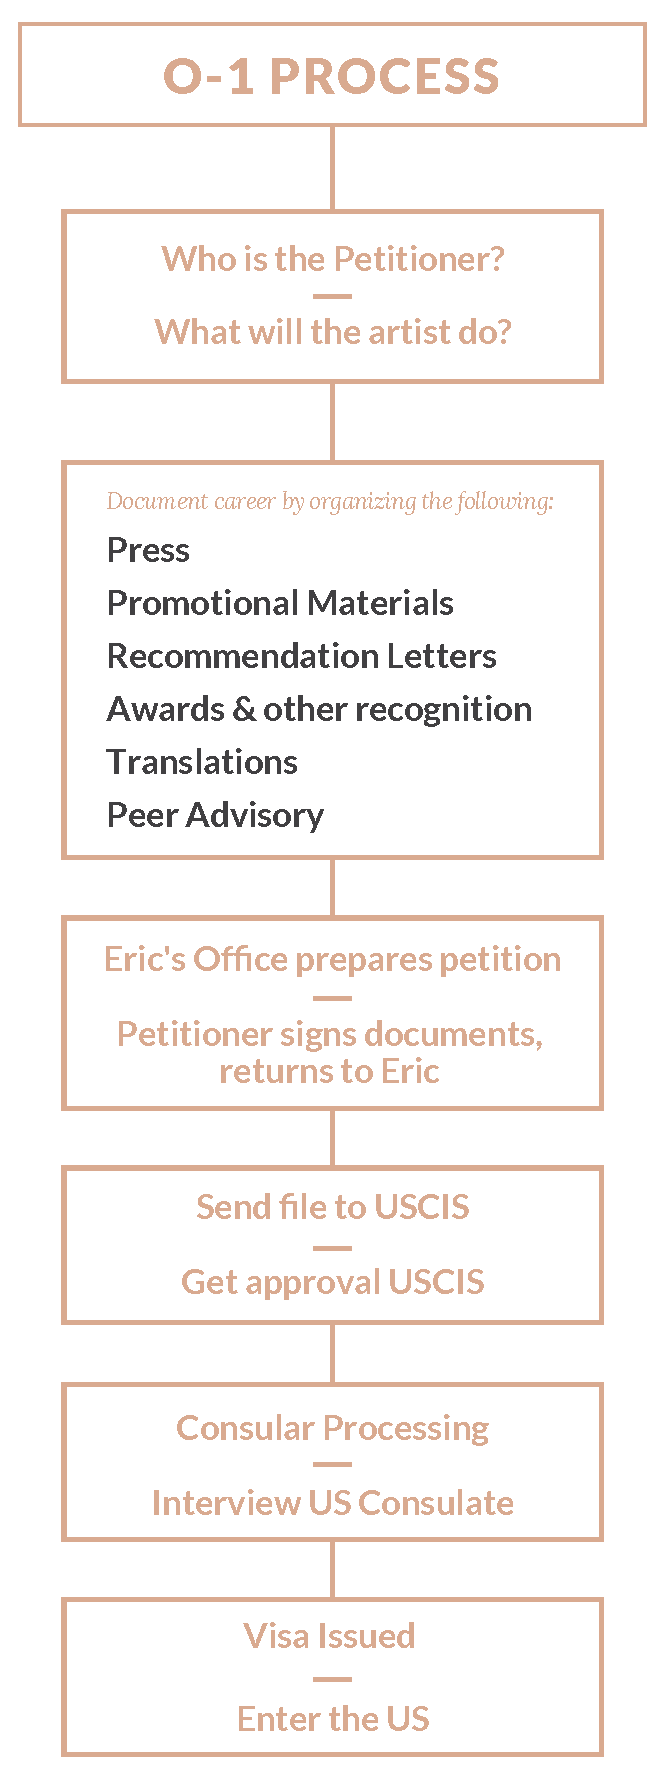 O-1 PROCESS
Who is the Petitioner?
What will the artist do?
Document career by organizing the following:
Press
Promotional Materials
Recommendation Letters
Awards & other recognition
Translations
Peer Advisory
Eric's Office prepares petition
Petitioner signs documents,
returns to Eric
Send file to USCIS
Get approval USCIS
Consular Processing
Interview US Consulate
Visa Issued
Enter the US